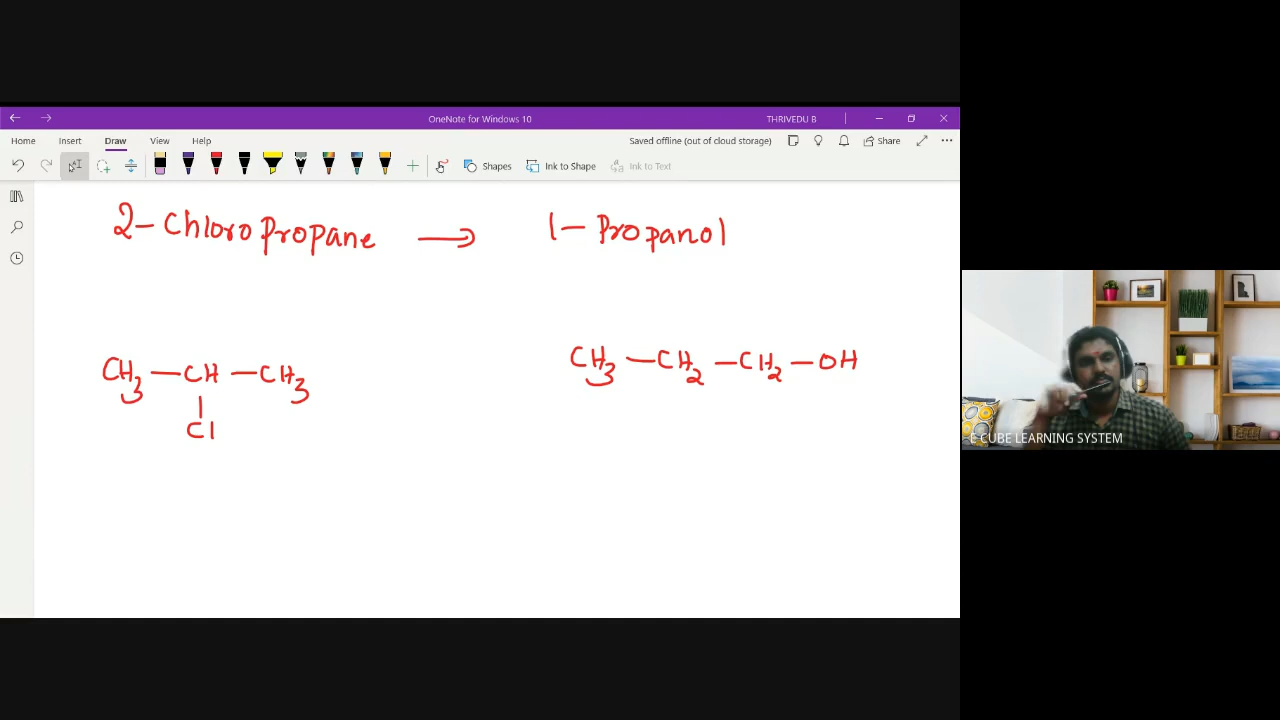 OneNote for Windows 10
THRIVEDU B
Home Insert Draw View Help
Saved offline (out of cloud storage)
Share
Shapes
Ink to Shape
Ink to Text
2-Chloropropane → 1-Propanol
CH3 — CH — CH3
|
Cl
CH3 — CH2 — CH2 — OH
E CUBE LEARNING SYSTEM